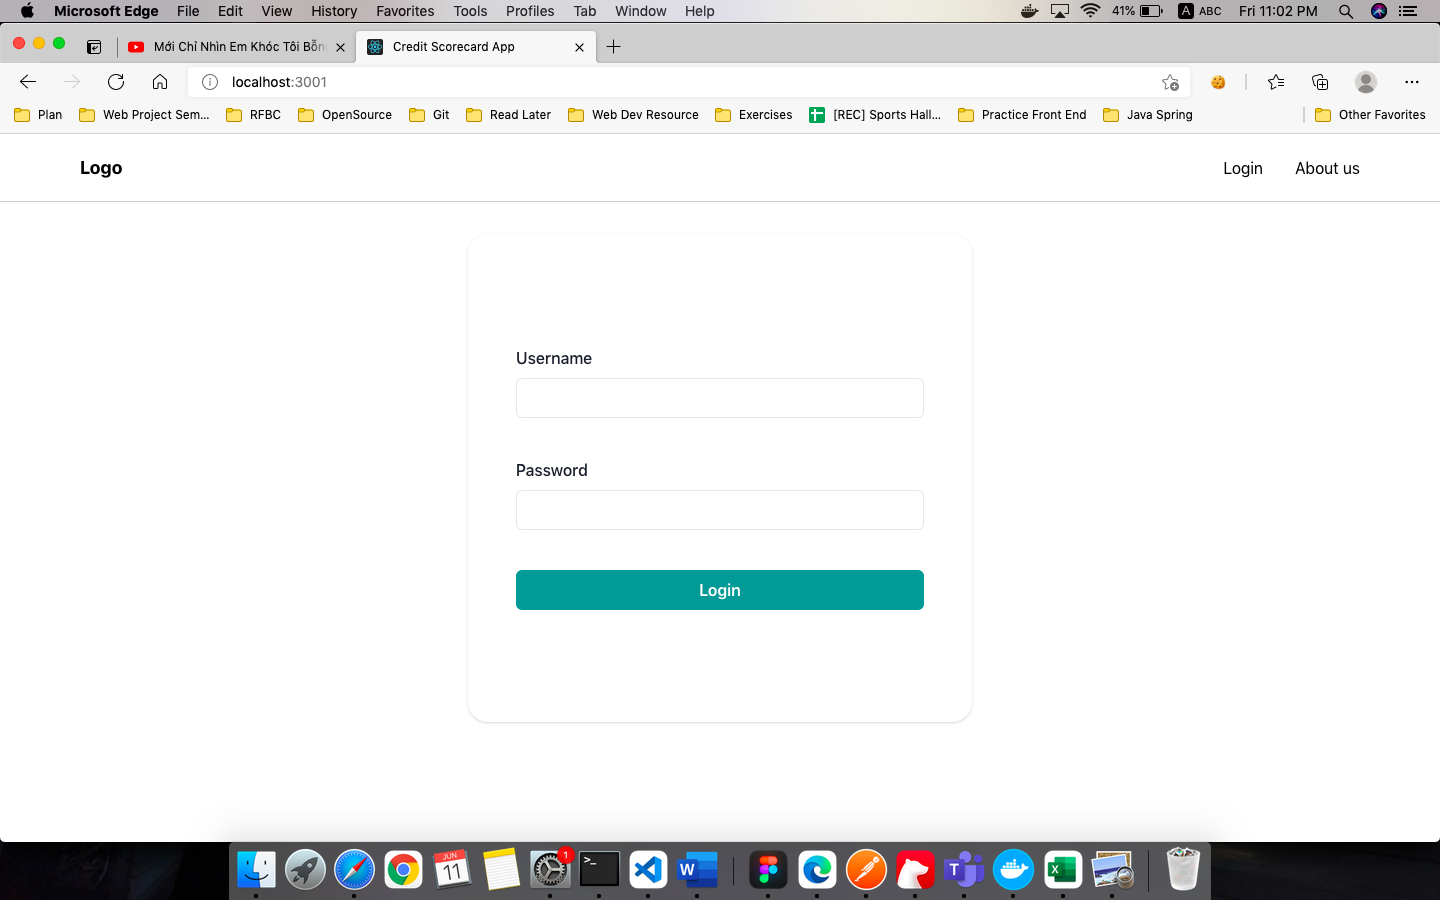 Microsoft Edge File Edit View History Favorites Tools Profiles Tab Window Help 41% A ABC Fri 11:02 PM
Mới Chỉ Nhìn Em Khóc Tôi Bỗn Credit Scorecard App
localhost:3001
Plan Web Project Sem... RFBC OpenSource Git Read Later Web Dev Resource Exercises [REC] Sports Hall... Practice Front End Java Spring Other Favorites
Logo Login About us
Username
Password
Login
JUN
11
1
>_
W
T
X